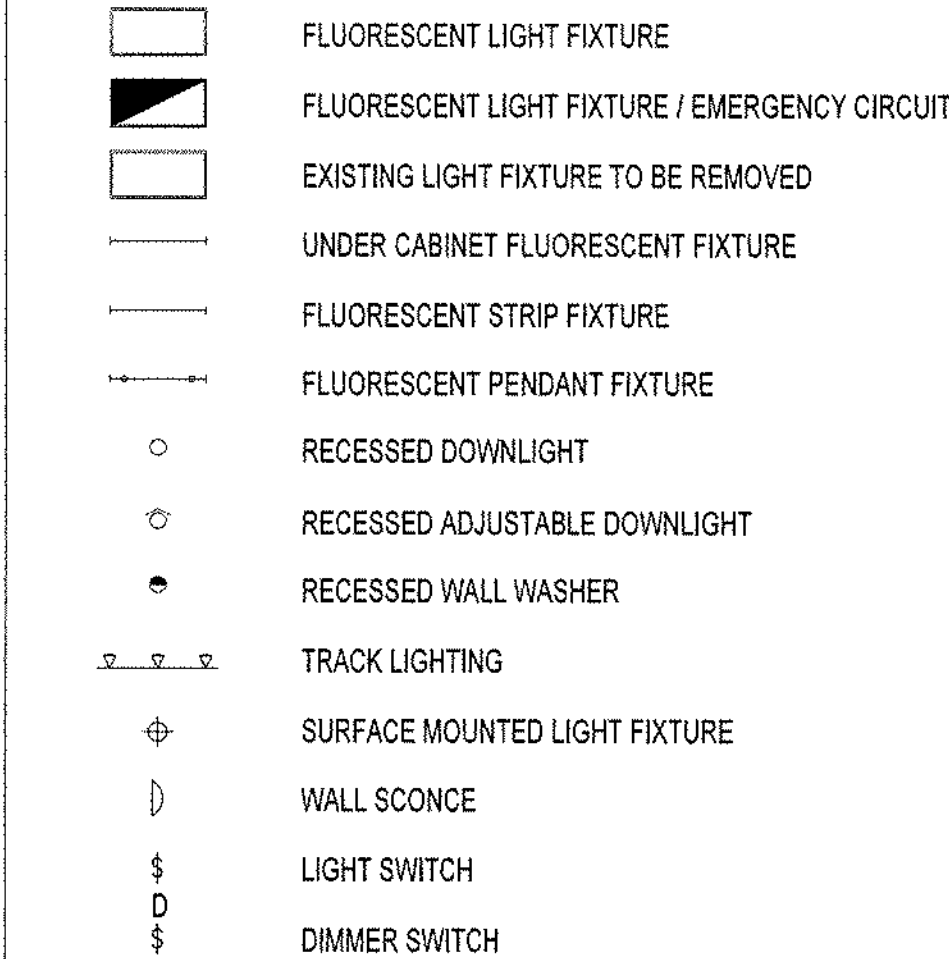 FLUORESCENT LIGHT FIXTURE
FLUORESCENT LIGHT FIXTURE / EMERGENCY CIRCUIT
EXISTING LIGHT FIXTURE TO BE REMOVED
UNDER CABINET FLUORESCENT FIXTURE
FLUORESCENT STRIP FIXTURE
FLUORESCENT PENDANT FIXTURE
RECESSED DOWNLIGHT
RECESSED ADJUSTABLE DOWNLIGHT
RECESSED WALL WASHER
TRACK LIGHTING
SURFACE MOUNTED LIGHT FIXTURE
WALL SCONCE
$ LIGHT SWITCH
D
$ DIMMER SWITCH